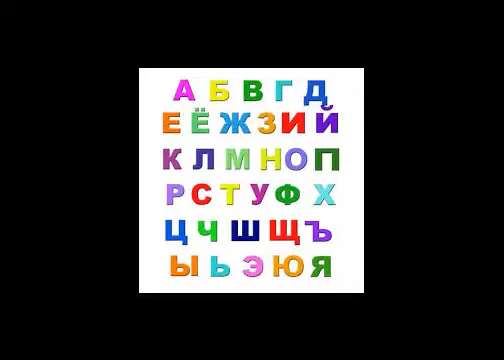 А Б В Г Д
Е Ё Ж З И Й
К Л М Н О П
Р С Т У Ф Х
Ц Ч Ш Щ Ъ
Ы Ь Э Ю Я